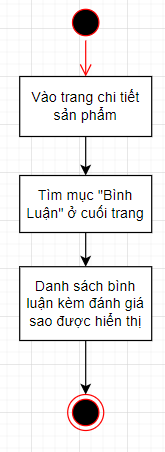 Vào trang chi tiết
sản phẩm
Tìm mục "Bình
Luận" ở cuối trang
Danh sách bình
luận kèm đánh giá
sao được hiển thị